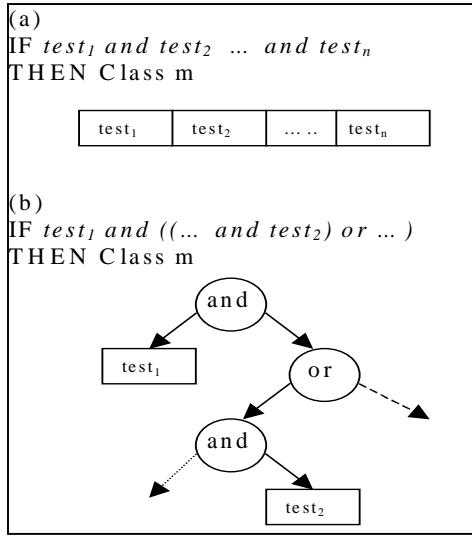 (a)
IF test₁ and test₂ ... and testₙ
THEN Class m
test₁ test₂ ... .. testₙ
(b)
IF test₁ and ((... and test₂) or ... )
THEN Class m
and
test₁
or
and
test₂